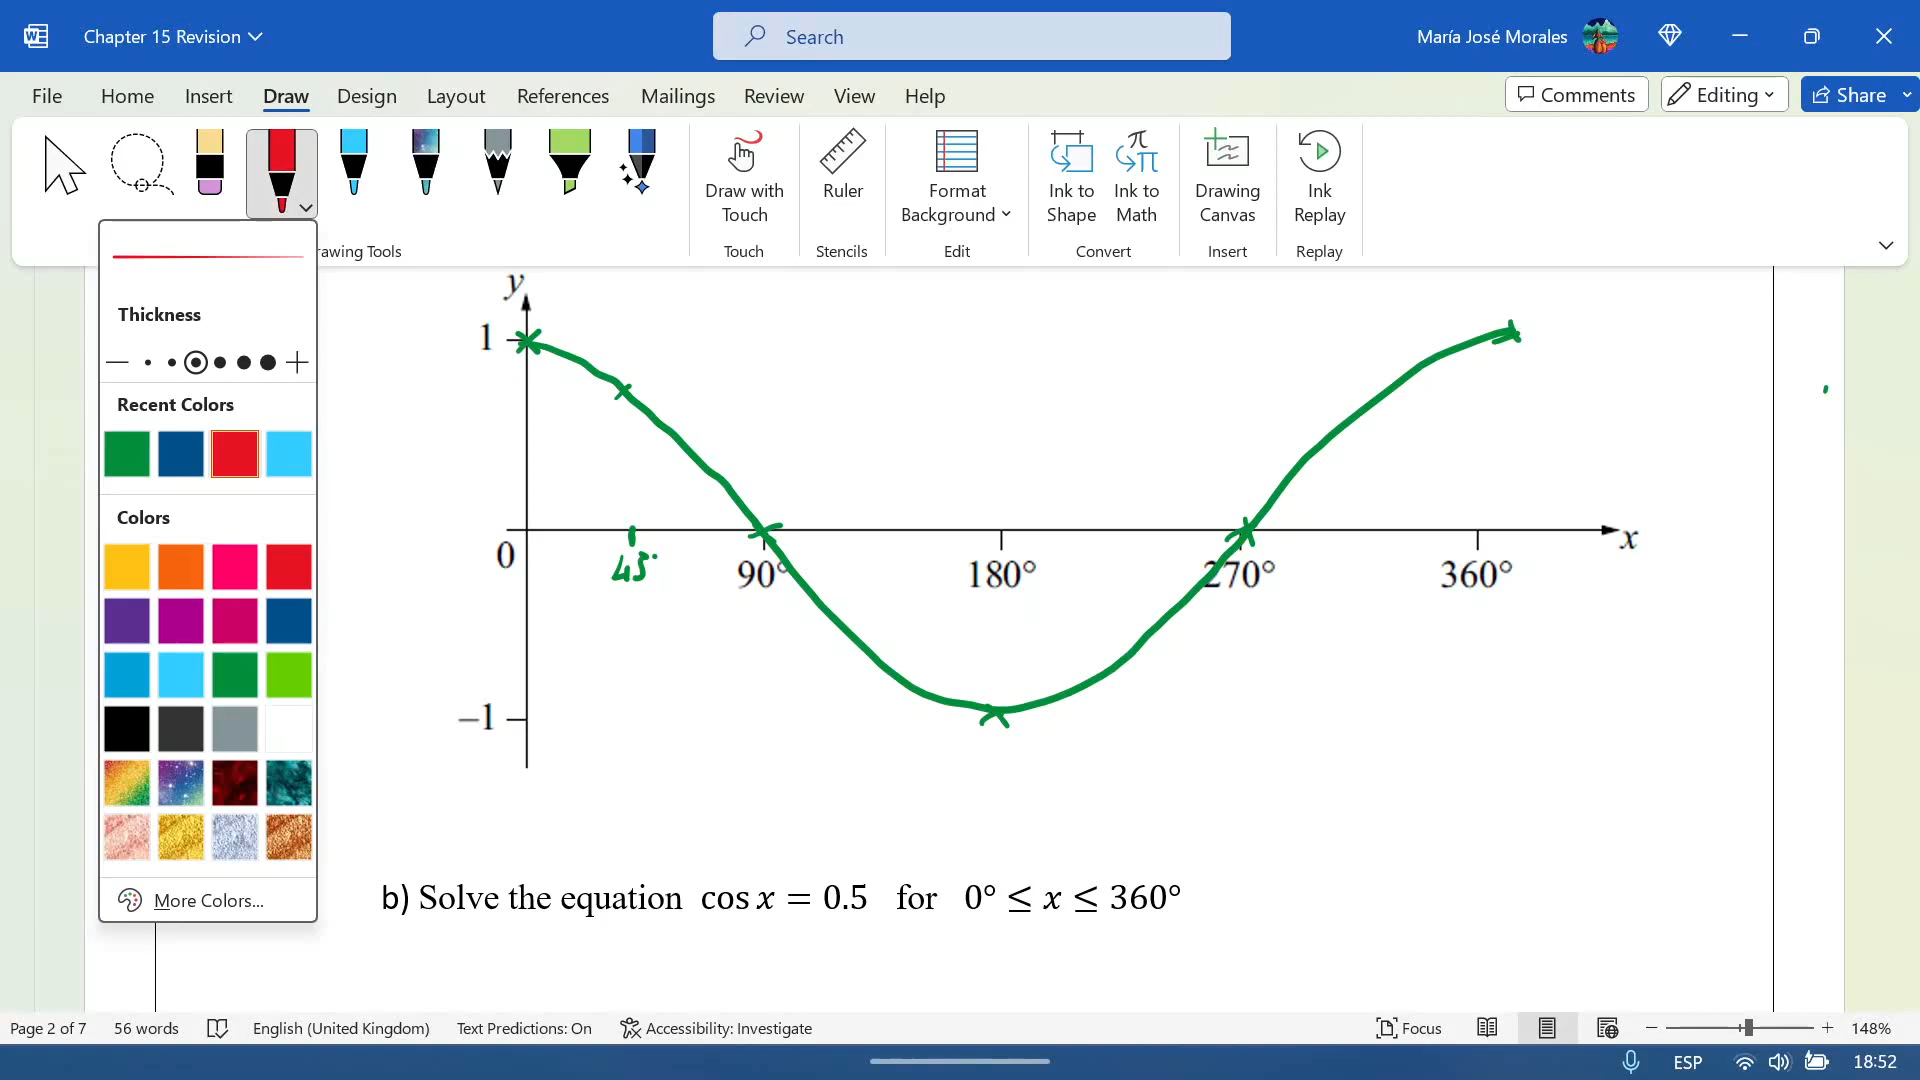 Chapter 15 Revision
Search
María José Morales
File Home Insert Draw Design Layout References Mailings Review View Help
Comments Editing Share
Draw with Touch
Ruler
Format Background
Ink to Shape
Ink to Math
Drawing Canvas
Ink Replay
rawing Tools
Touch
Stencils
Edit
Convert
Insert
Replay
Thickness
Recent Colors
Colors
More Colors...
y
1
0
45°
90°
180°
270°
360°
x
−1
b) Solve the equation cos x = 0.5 for 0° ≤ x ≤ 360°
Page 2 of 7 56 words English (United Kingdom) Text Predictions: On Accessibility: Investigate Focus 148%
ESP 18:52